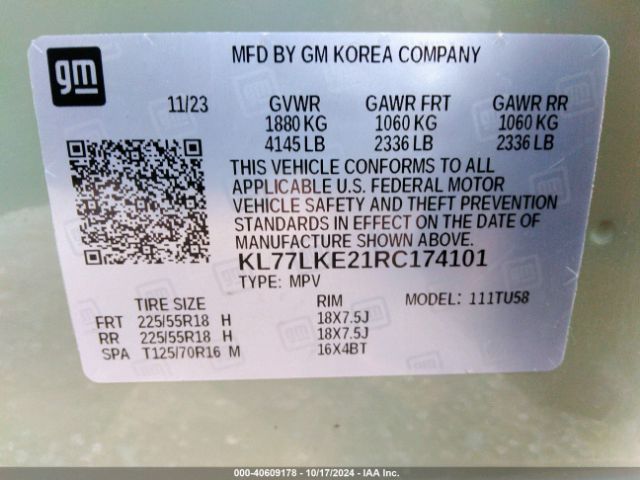 gm
MFD BY GM KOREA COMPANY
11/23 GVWR GAWR FRT GAWR RR
1880 KG 1060 KG 1060 KG
4145 LB 2336 LB 2336 LB
THIS VEHICLE CONFORMS TO ALL
APPLICABLE U.S. FEDERAL MOTOR
VEHICLE SAFETY AND THEFT PREVENTION
STANDARDS IN EFFECT ON THE DATE OF
MANUFACTURE SHOWN ABOVE.
KL77LKE21RC174101
TYPE: MPV
TIRE SIZE RIM MODEL: 111TU58
FRT 225/55R18 H 18X7.5J
RR 225/55R18 H 18X7.5J
SPA T125/70R16 M 16X4BT
000-40609178 - 10/17/2024 - IAA Inc.